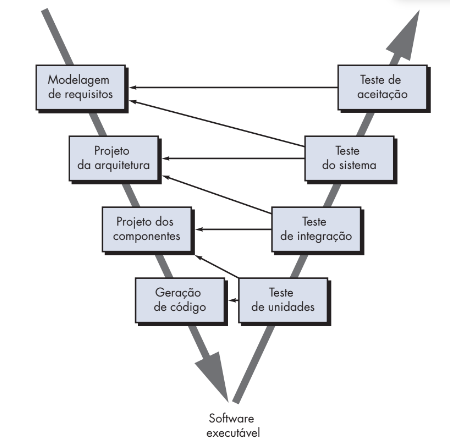 Modelagem
de requisitos
Teste de
aceitação
Projeto
da arquitetura
Teste
do sistema
Projeto dos
componentes
Teste
de integração
Geração
de código
Teste
de unidades
Software
executável